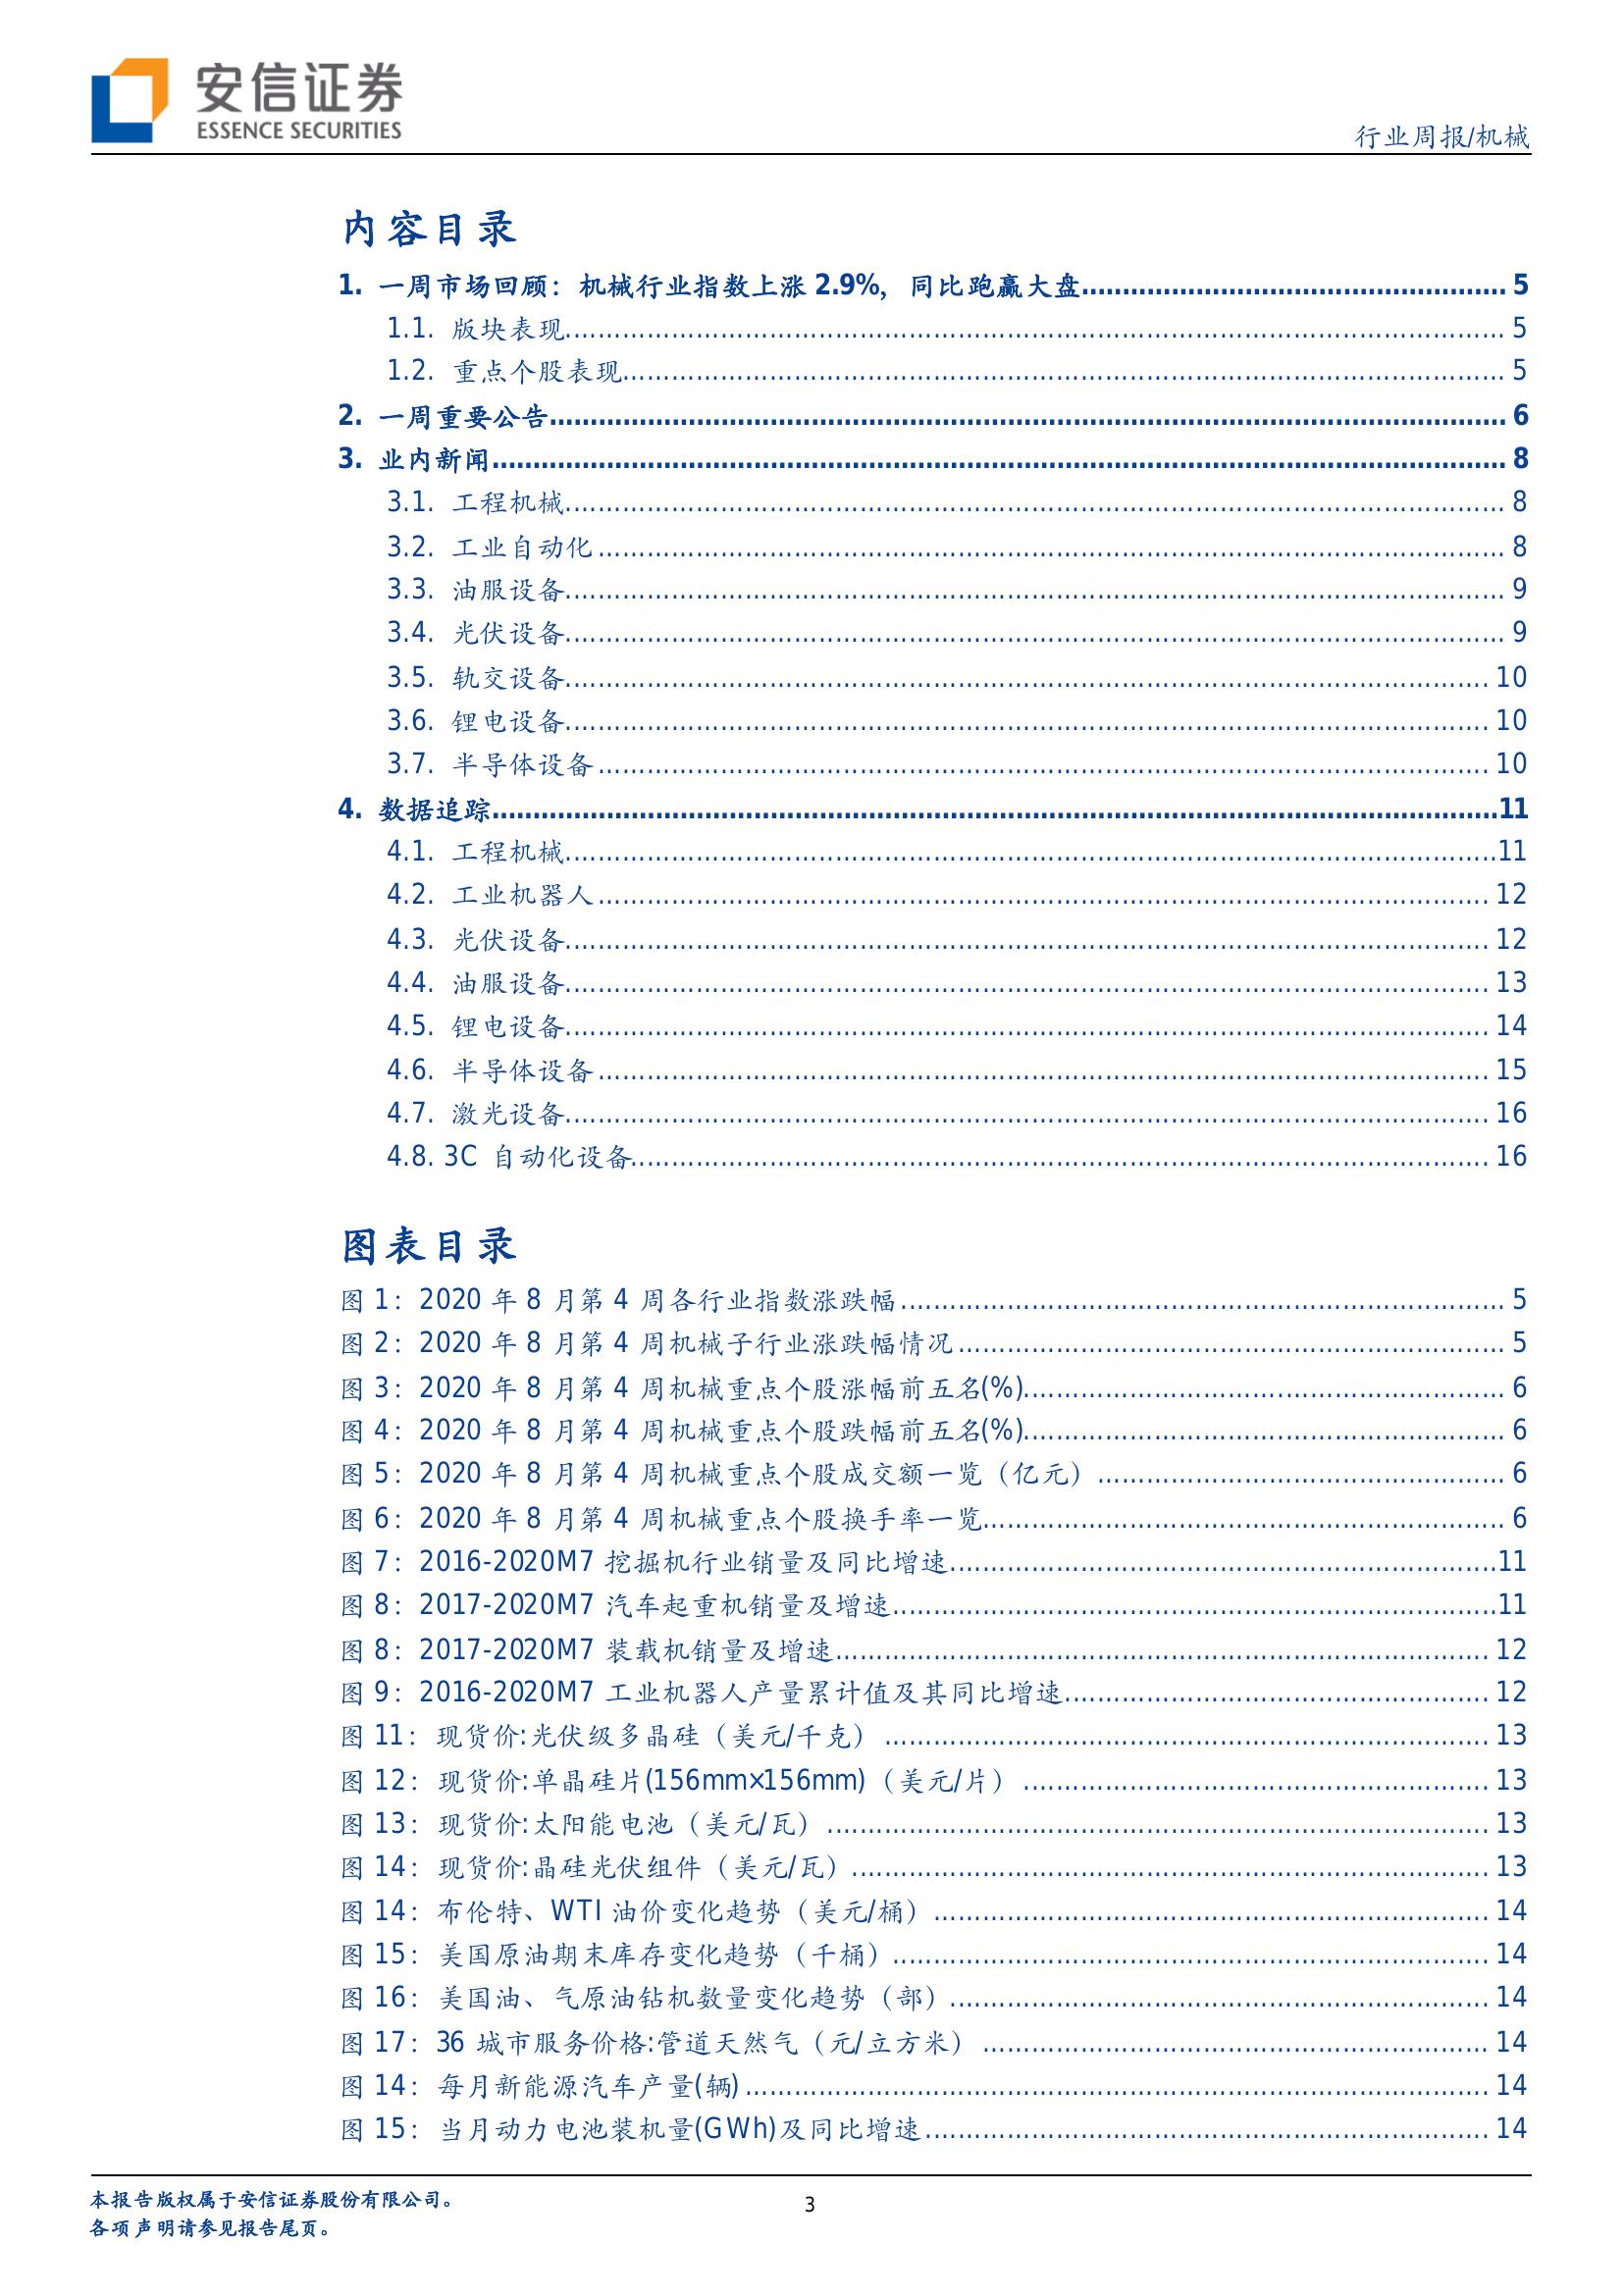 安信证券
ESSENCE SECURITIES
行业周报/机械
内容目录
1. 一周市场回顾：机械行业指数上涨 2.9%，同比跑赢大盘 5
1.1. 版块表现 5
1.2. 重点个股表现 5
2. 一周重要公告 6
3. 业内新闻 8
3.1. 工程机械 8
3.2. 工业自动化 8
3.3. 油服设备 9
3.4. 光伏设备 9
3.5. 轨交设备 10
3.6. 锂电设备 10
3.7. 半导体设备 10
4. 数据追踪 11
4.1. 工程机械 11
4.2. 工业机器人 12
4.3. 光伏设备 12
4.4. 油服设备 13
4.5. 锂电设备 14
4.6. 半导体设备 15
4.7. 激光设备 16
4.8. 3C 自动化设备 16
图表目录
图 1：2020 年 8 月第 4 周各行业指数涨跌幅 5
图 2：2020 年 8 月第 4 周机械子行业涨跌幅情况 5
图 3：2020 年 8 月第 4 周机械重点个股涨幅前五名(%) 6
图 4：2020 年 8 月第 4 周机械重点个股跌幅前五名(%) 6
图 5：2020 年 8 月第 4 周机械重点个股成交额一览（亿元） 6
图 6：2020 年 8 月第 4 周机械重点个股换手率一览 6
图 7：2016-2020M7 挖掘机行业销量及同比增速 11
图 8：2017-2020M7 汽车起重机销量及增速 11
图 8：2017-2020M7 装载机销量及增速 12
图 9：2016-2020M7 工业机器人产量累计值及其同比增速 12
图 11：现货价:光伏级多晶硅（美元/千克） 13
图 12：现货价:单晶硅片(156mm×156mm)（美元/片） 13
图 13：现货价:太阳能电池（美元/瓦） 13
图 14：现货价:晶硅光伏组件（美元/瓦） 13
图 14：布伦特、WTI 油价变化趋势（美元/桶） 14
图 15：美国原油期末库存变化趋势（千桶） 14
图 16：美国油、气原油钻机数量变化趋势（部） 14
图 17：36 城市服务价格:管道天然气（元/立方米） 14
图 14：每月新能源汽车产量(辆) 14
图 15：当月动力电池装机量(GWh)及同比增速 14
本报告版权属于安信证券股份有限公司。
3
各项声明请参见报告尾页。